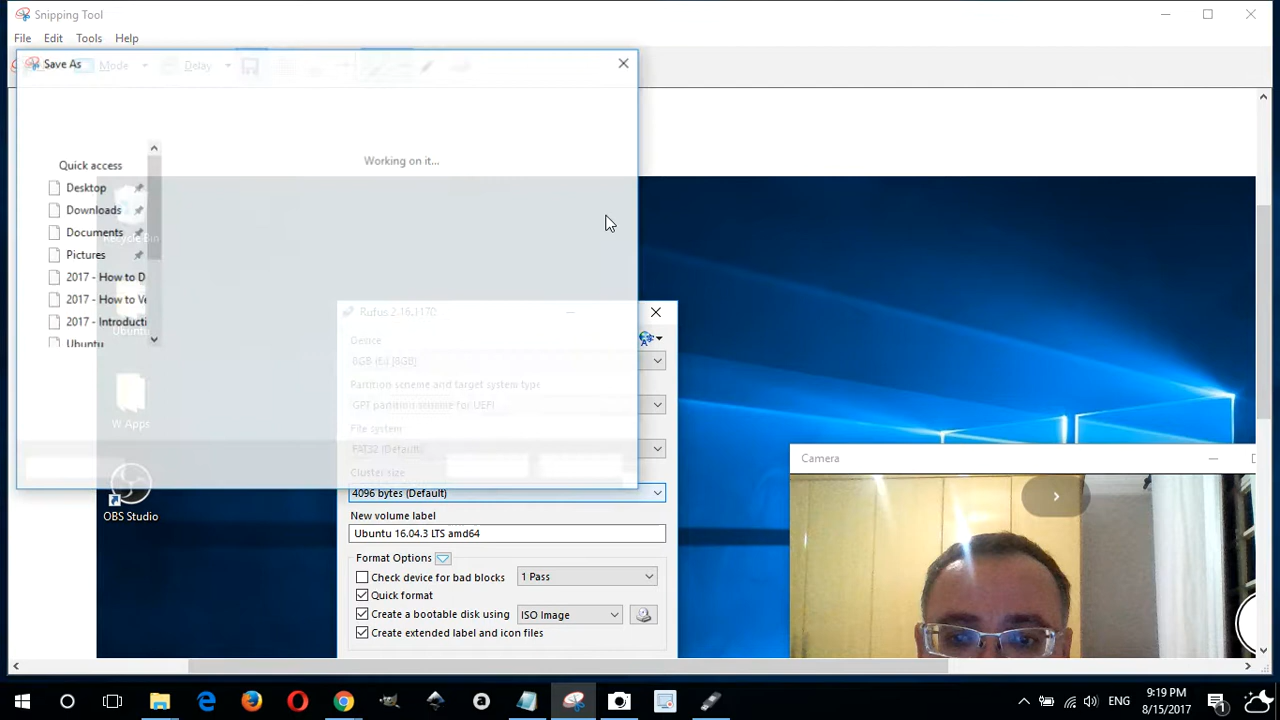 Snipping Tool
File Edit Tools Help
Save As
Mode Delay
Working on it...
Quick access
Desktop
Downloads
Documents
Pictures
2017 - How to D
2017 - How to Ve
2017 - Introducti
Ubuntu
Recycle Bin
Ubuntu
W Apps
OBS Studio
Rufus 2.16.1170
Device
8GB (E:) [8GB]
Partition scheme and target system type
GPT partition scheme for UEFI
File system
FAT32 (Default)
Cluster size
4096 bytes (Default)
New volume label
Ubuntu 16.04.3 LTS amd64
Format Options
Check device for bad blocks 1 Pass
Quick format
Create a bootable disk using ISO Image
Create extended label and icon files
Camera
ENG
9:19 PM
8/15/2017
1